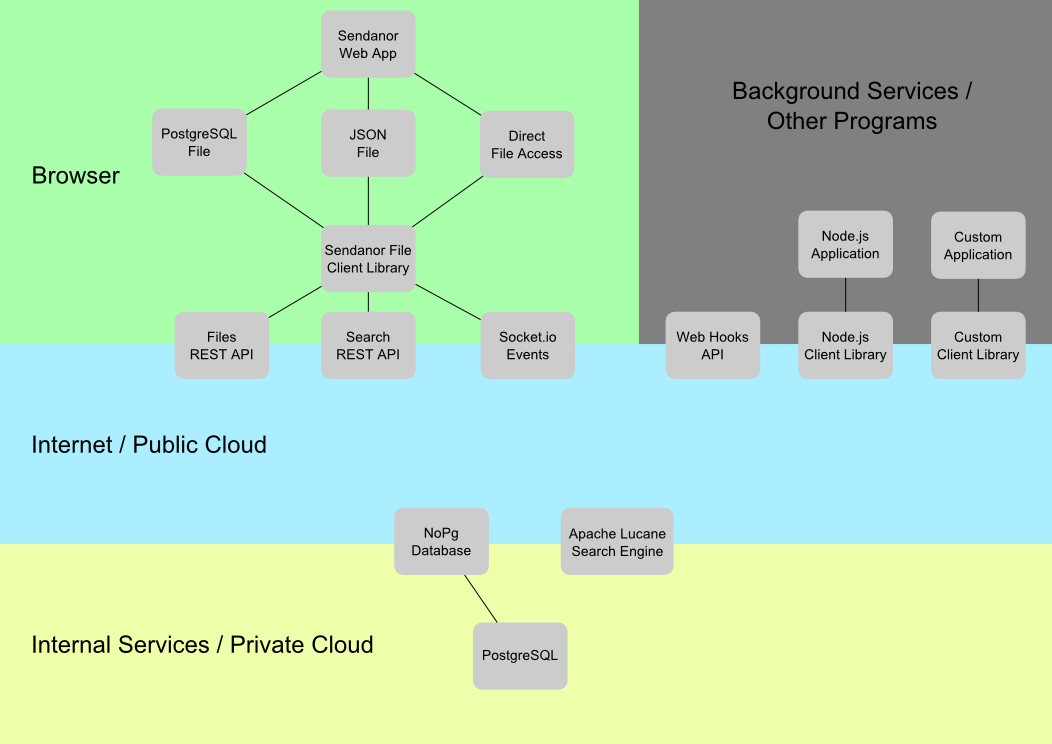 Sendanor
Web App
Background Services /
Other Programs
PostgreSQL
File
JSON
File
Direct
File Access
Browser
Sendanor File
Client Library
Node.js
Application
Custom
Application
Files
REST API
Search
REST API
Socket.io
Events
Web Hooks
API
Node.js
Client Library
Custom
Client Library
Internet / Public Cloud
NoPg
Database
Apache Lucane
Search Engine
Internal Services / Private Cloud
PostgreSQL